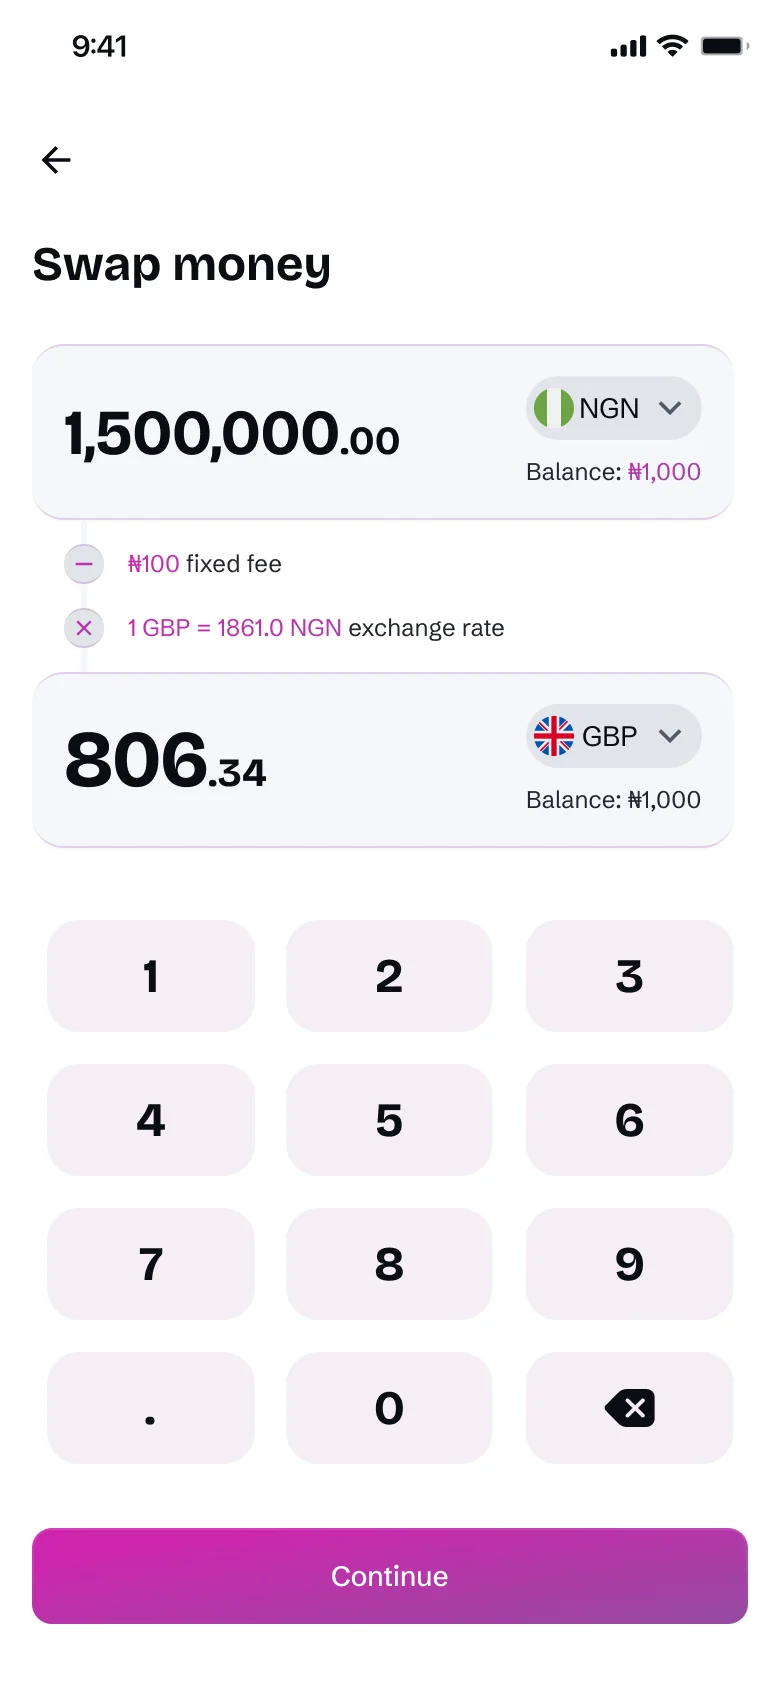 9:41
Swap money
1,500,000.00
NGN
Balance: ₦1,000
₦100 fixed fee
1 GBP = 1861.0 NGN exchange rate
806.34
GBP
Balance: ₦1,000
1 2 3
4 5 6
7 8 9
. 0
Continue